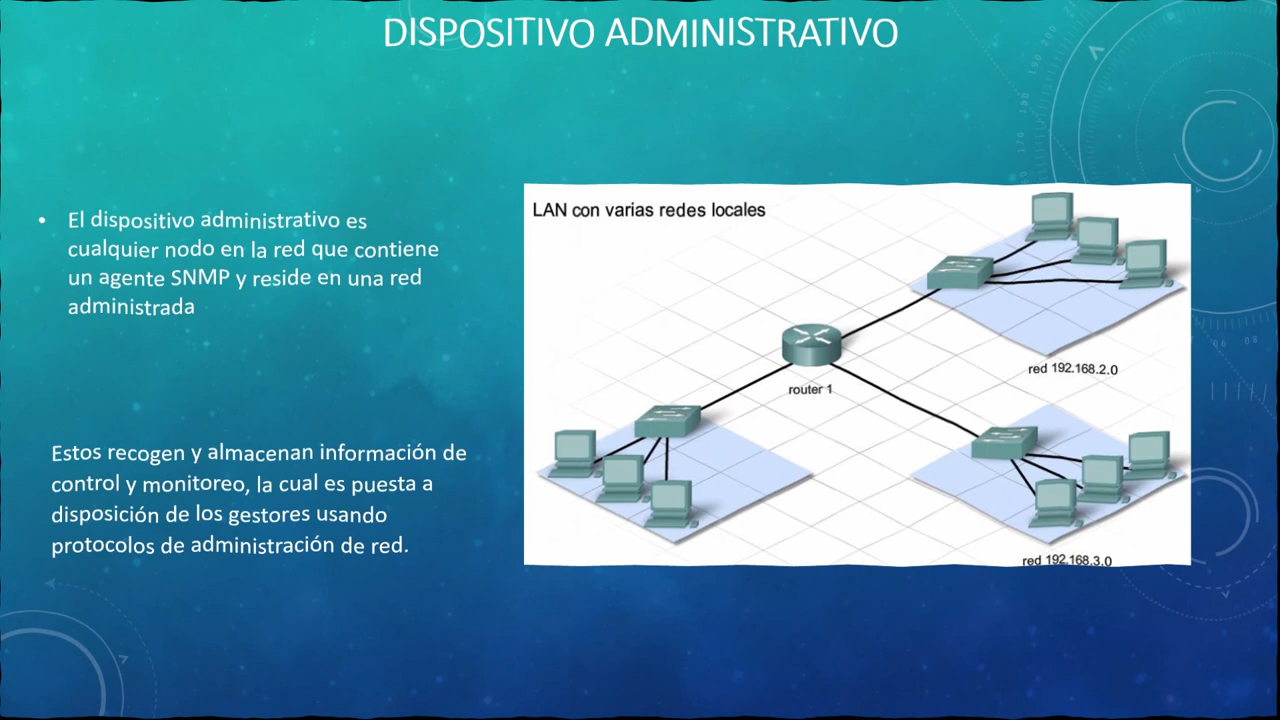 DISPOSITIVO ADMINISTRATIVO
• El dispositivo administrativo es
cualquier nodo en la red que contiene
un agente SNMP y reside en una red
administrada
Estos recogen y almacenan información de
control y monitoreo, la cual es puesta a
disposición de los gestores usando
protocolos de administración de red.
LAN con varias redes locales
red 192.168.2.0
router 1
red 192.168.3.0